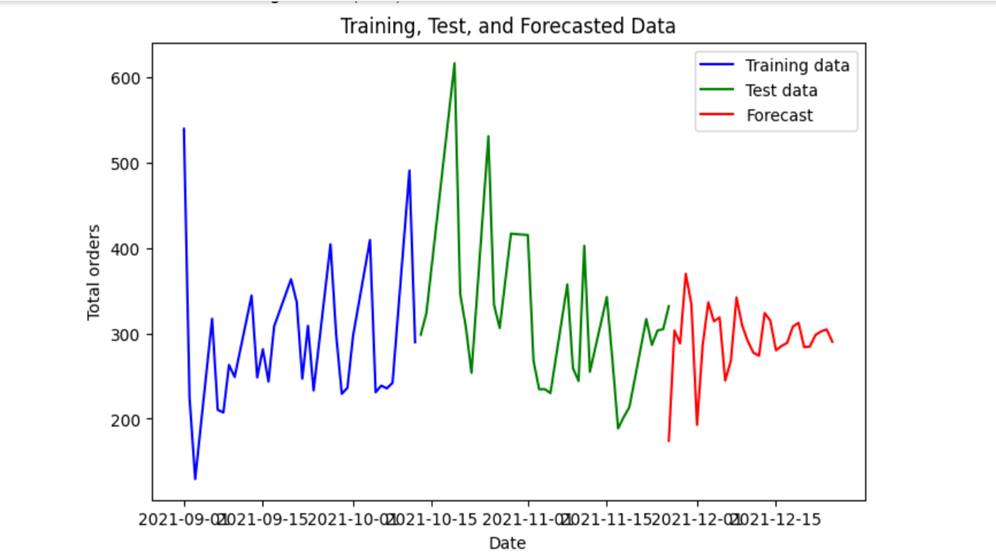 Training, Test, and Forecasted Data
Training data
Test data
Forecast
600
500
400
300
200
Total orders
2021-09-01 2021-09-15 2021-10-01 2021-10-15 2021-11-01 2021-11-15 2021-12-01 2021-12-15
Date